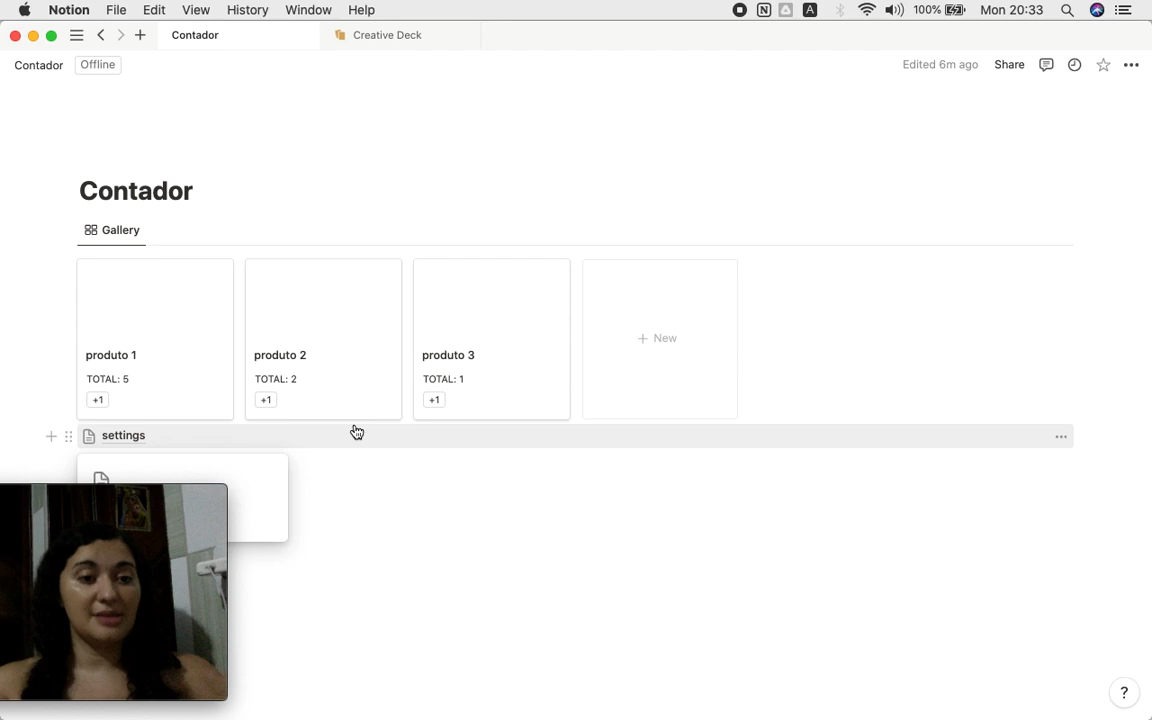 Notion File Edit View History Window Help 100% Mon 20:33
Contador Creative Deck
Contador Offline Edited 6m ago Share
Contador
Gallery
produto 1 produto 2 produto 3 + New
TOTAL: 5 TOTAL: 2 TOTAL: 1
+1 +1 +1
settings
?